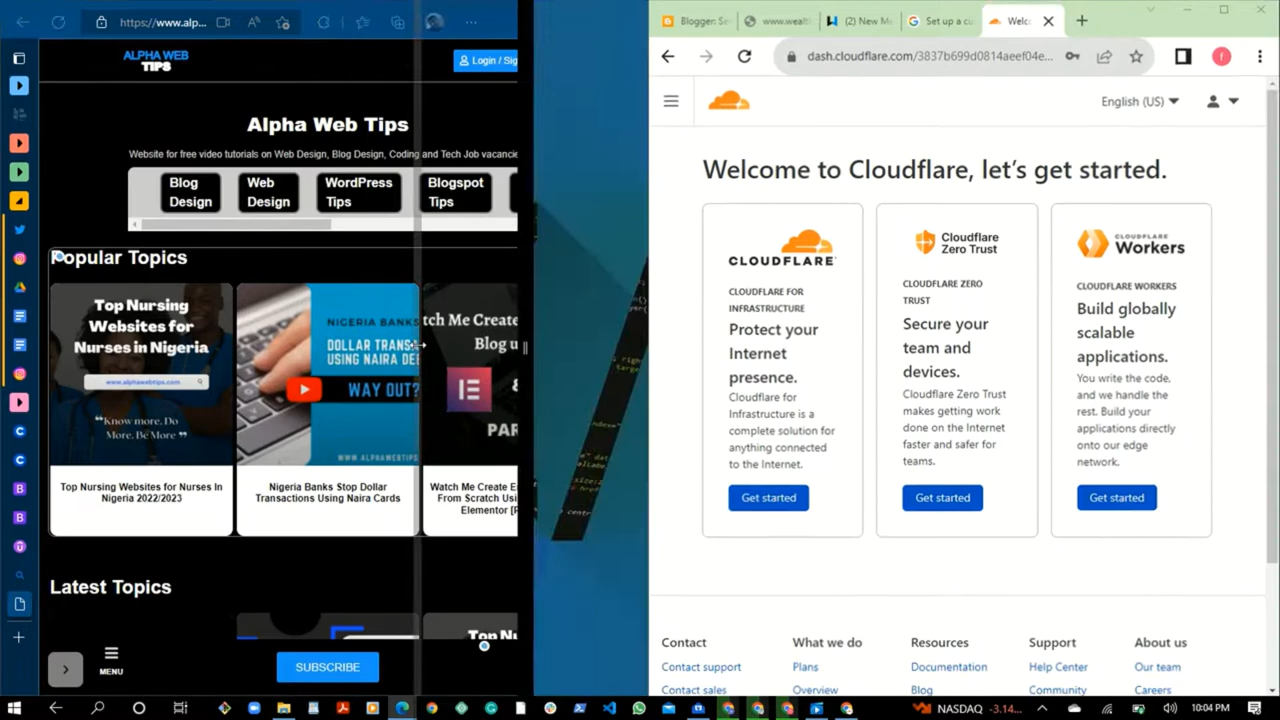 https://www.alp...
ALPHA WEB
TIPS
Login / Sig
Alpha Web Tips
Website for free video tutorials on Web Design, Blog Design, Coding and Tech Job vacancie
Blog
Design
Web
Design
WordPress
Tips
Blogspot
Tips
Popular Topics
Top Nursing
Websites for
Nurses in Nigeria
www.alphawebtips.com
"Know more, Do
More, Be More"
Top Nursing Websites for Nurses In
Nigeria 2022/2023
NIGERIA BANKS
DOLLAR TRANS
USING NAIRA DE
WAY OUT?
WWW.ALPHAWEBTIPS
Nigeria Banks Stop Dollar
Transactions Using Naira Cards
tch Me Create
Blog u
&
PAR
Watch Me Create E
From Scratch Usi
Elementor [P
Latest Topics
Top Nu
MENU
SUBSCRIBE
Blogger: Se
www.wealth
(2) New Me
Set up a cu
Welc
dash.cloudflare.com/3837b699d0814aeef04e...
English (US)
Welcome to Cloudflare, let's get started.
CLOUDFLARE
CLOUDFLARE FOR
INFRASTRUCTURE
Protect your
Internet
presence.
Cloudflare for
Infrastructure is a
complete solution for
anything connected
to the Internet.
Get started
Cloudflare
Zero Trust
CLOUDFLARE ZERO
TRUST
Secure your
team and
devices.
Cloudflare Zero Trust
makes getting work
done on the Internet
faster and safer for
teams.
Get started
CLOUDFLARE
Workers
CLOUDFLARE WORKERS
Build globally
scalable
applications.
You write the code,
and we handle the
rest. Build your
applications directly
onto our edge
network.
Get started
Contact
Contact support
Contact sales
What we do
Plans
Overview
Resources
Documentation
Blog
Support
Help Center
Community
About us
Our team
Careers
NASDAQ -3.14...
10:04 PM